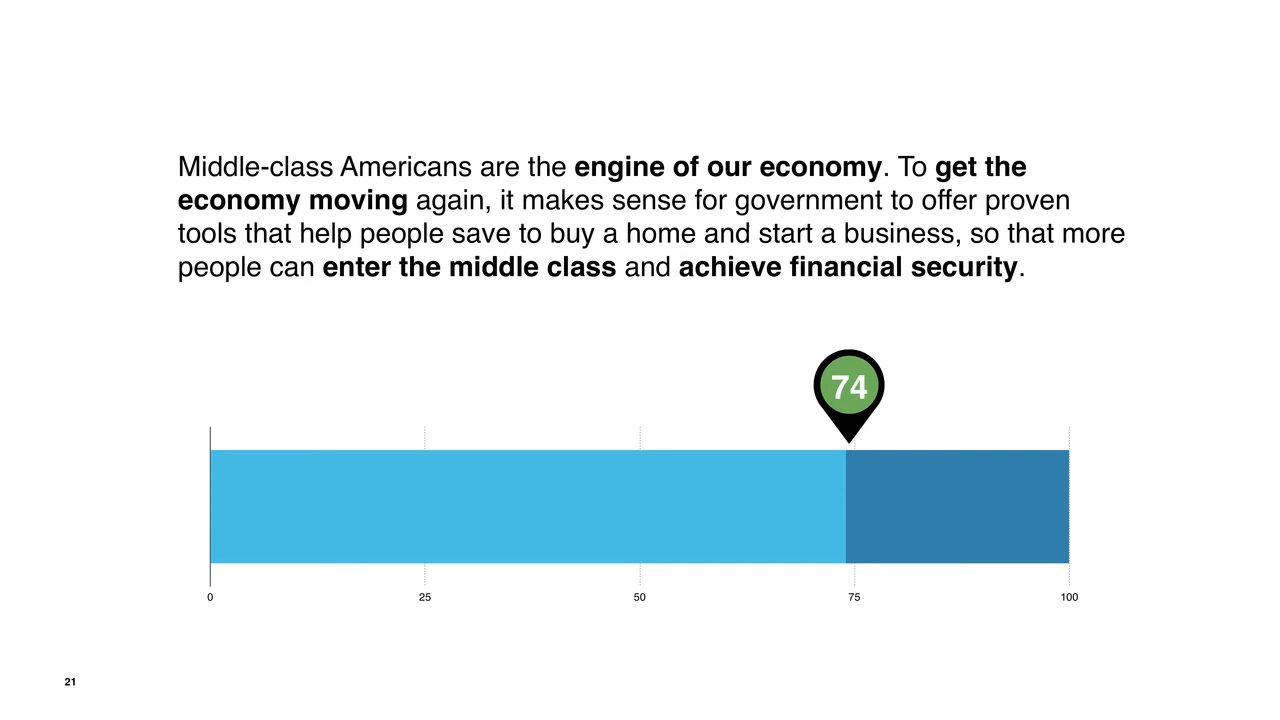 Middle-class Americans are the engine of our economy. To get the
economy moving again, it makes sense for government to offer proven
tools that help people save to buy a home and start a business, so that more
people can enter the middle class and achieve financial security.
74
0 25 50 75 100
21